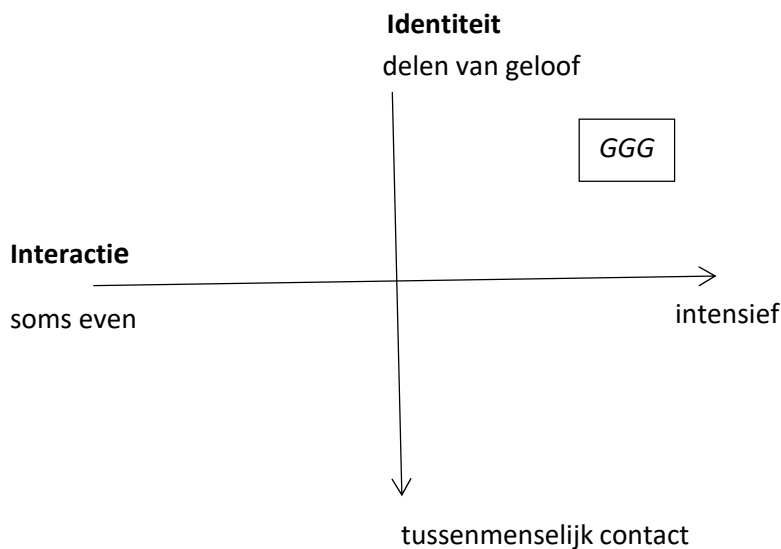 Identiteit
delen van geloof
GGG
Interactie
soms even
intensief
tussenmenselijk contact